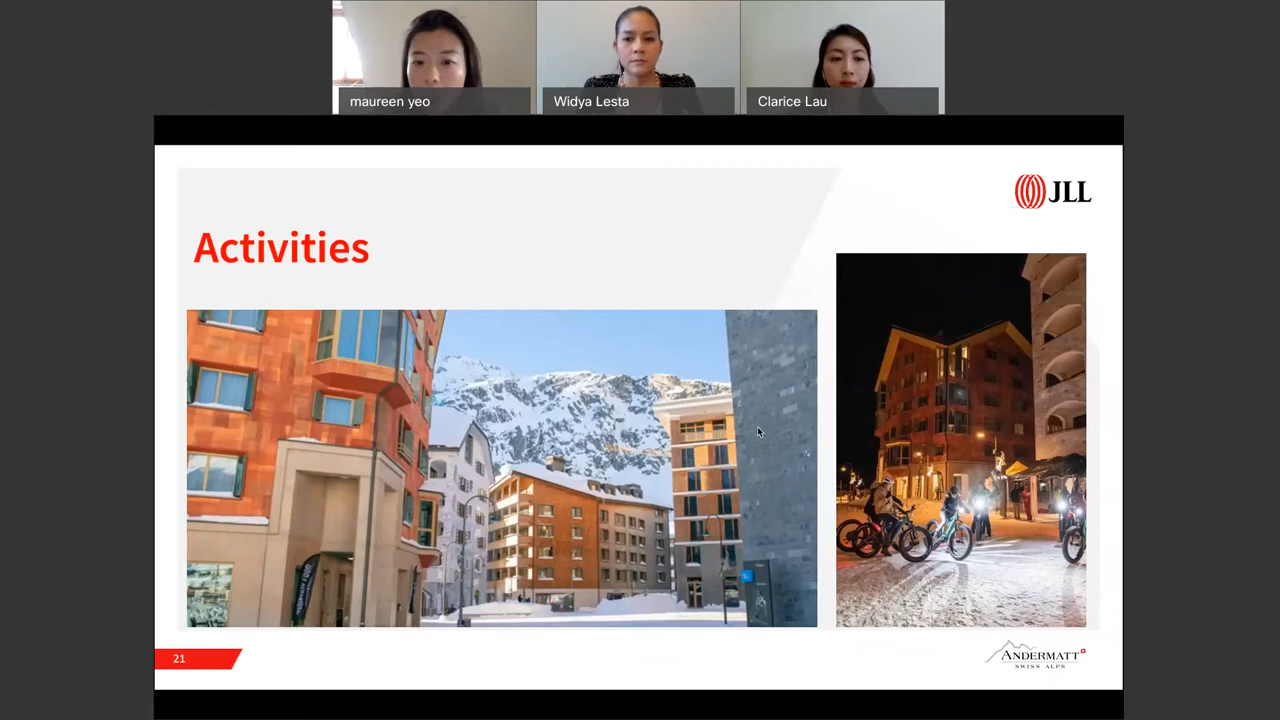 maureen yeo
Widya Lesta
Clarice Lau
JLL
Activities
21
ANDERMATT
SWISS ALPS